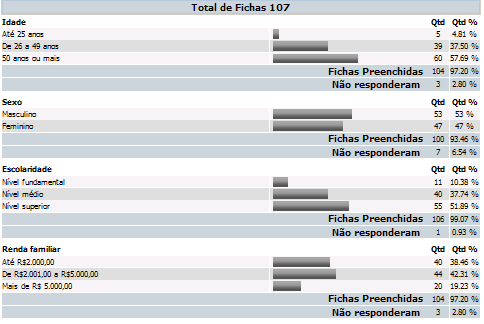 Total de Fichas 107
Idade Qtd Qtd %
Até 25 anos 5 4.81 %
De 26 a 49 anos 39 37.50 %
50 anos ou mais 60 57.69 %
Fichas Preenchidas 104 97.20 %
Não responderam 3 2.80 %
Sexo Qtd Qtd %
Masculino 53 53 %
Feminino 47 47 %
Fichas Preenchidas 100 93.46 %
Não responderam 7 6.54 %
Escolaridade Qtd Qtd %
Nível fundamental 11 10.38 %
Nível médio 40 37.74 %
Nível superior 55 51.89 %
Fichas Preenchidas 106 99.07 %
Não responderam 1 0.93 %
Renda familiar Qtd Qtd %
Até R$2.000,00 40 38.46 %
De R$2.001,00 a R$5.000,00 44 42.31 %
Mais de R$ 5.000,00 20 19.23 %
Fichas Preenchidas 104 97.20 %
Não responderam 3 2.80 %